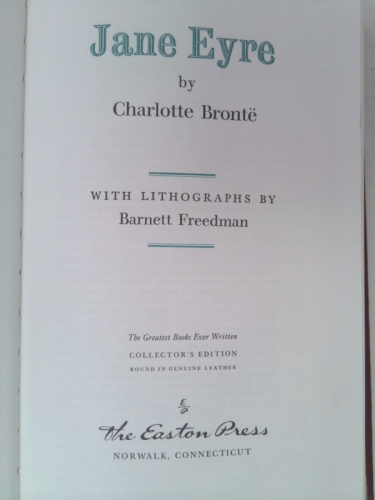 Jane Eyre
by
Charlotte Brontë
WITH LITHOGRAPHS BY
Barnett Freedman
The Greatest Books Ever Written
COLLECTOR'S EDITION
BOUND IN GENUINE LEATHER
E
P
the Easton Press
NORWALK, CONNECTICUT